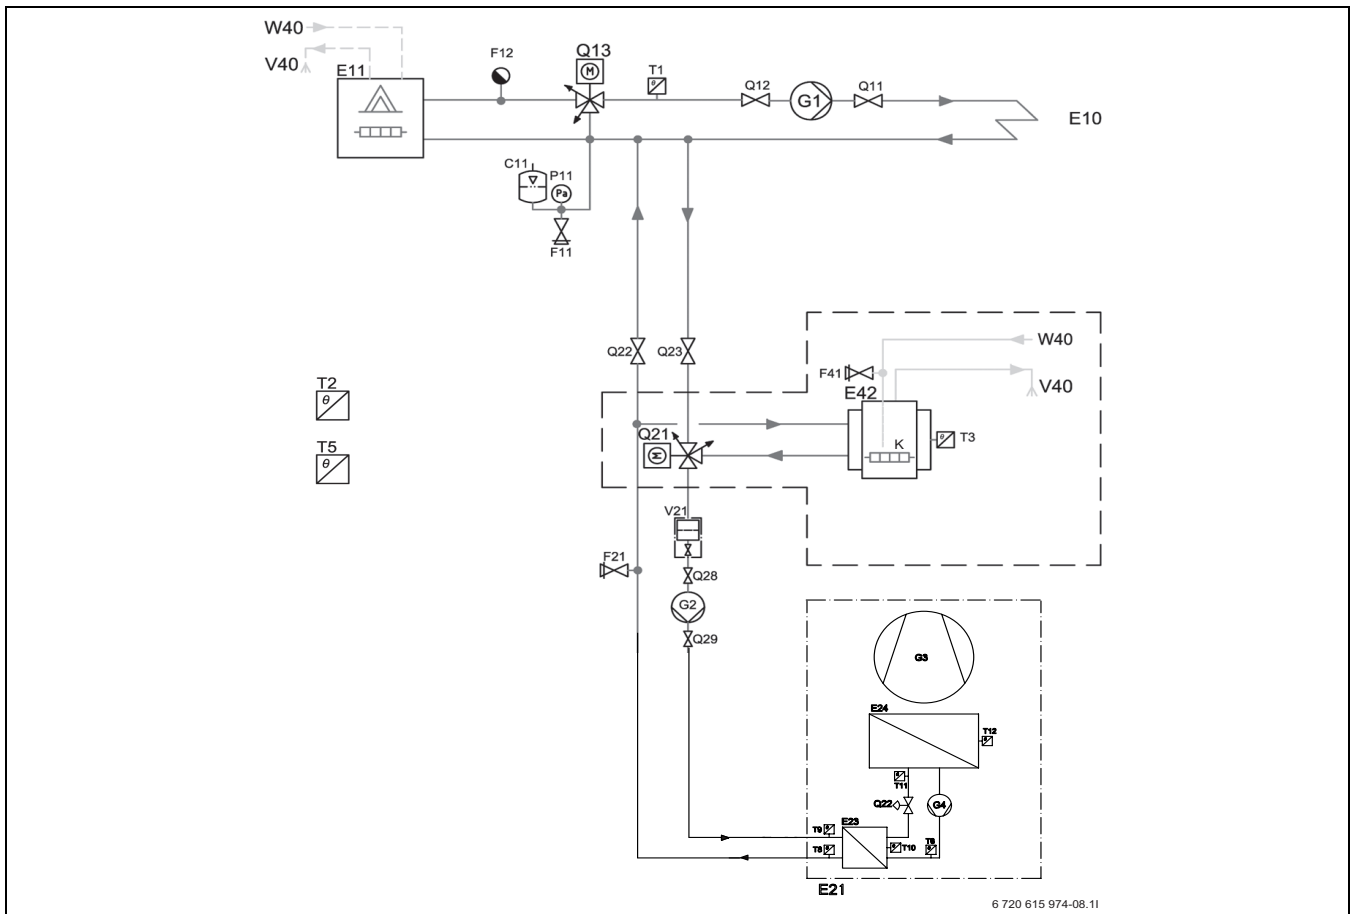 W40
V40
E11
F12
Q13
M
T1
θ
Q12
G1
Q11
E10
C11
P11
Pa
F11
Q22
Q23
W40
F41
V40
E42
T2
θ
Q21
M
K
T3
θ
T5
θ
V21
F21
Q28
G2
Q29
G3
E24
T12
T11
Q22
G4
E23
T9
T8
T10
T6
E21
6 720 615 974-08.1I